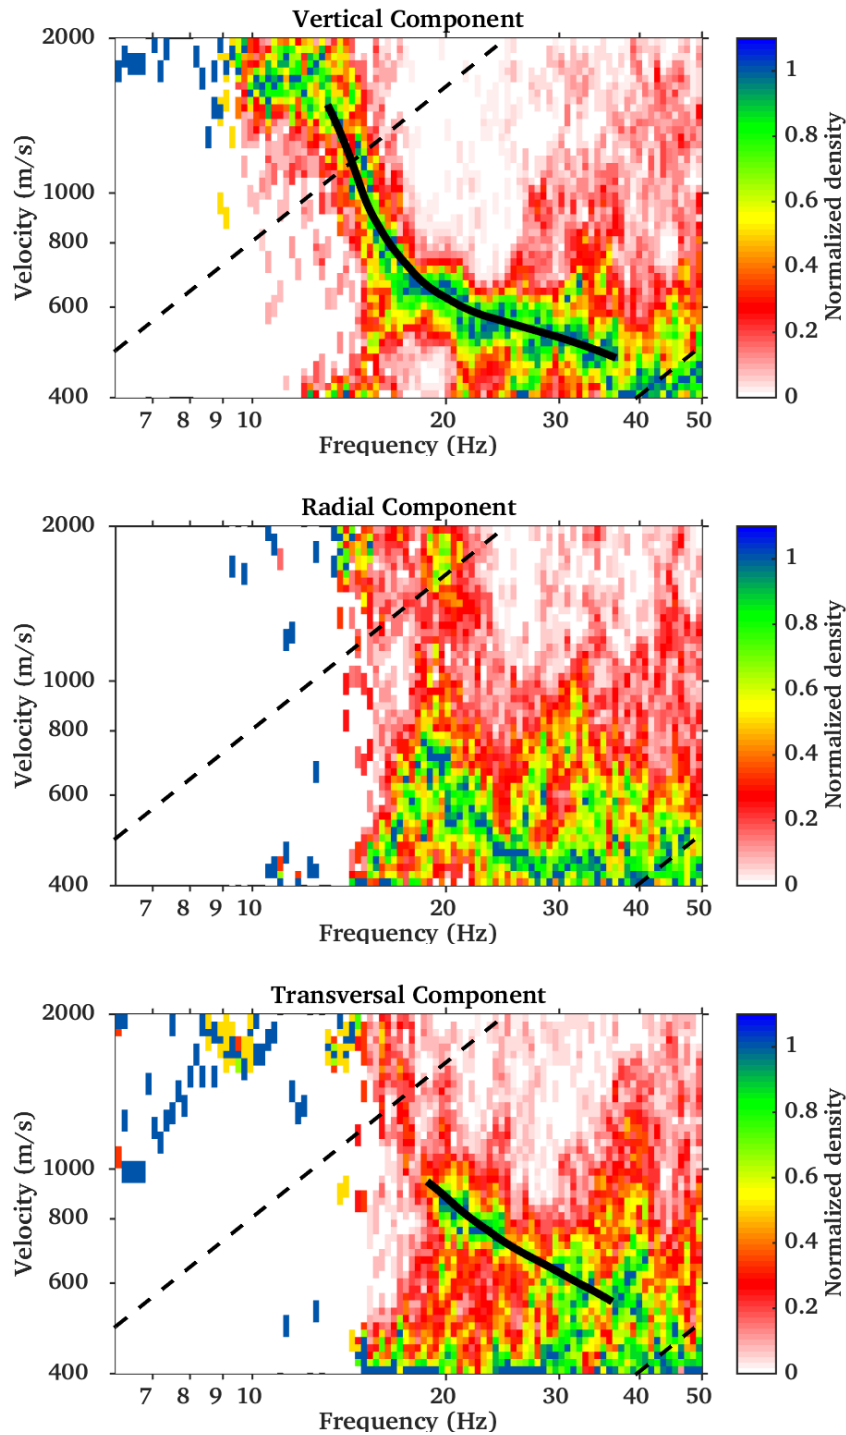 Vertical Component
2000
1000
800
600
400
Velocity (m/s)
7 8 9 10 20 30 40 50
Frequency (Hz)
1
0.8
0.6
0.4
0.2
0
Normalized density
Radial Component
2000
1000
800
600
400
Velocity (m/s)
7 8 9 10 20 30 40 50
Frequency (Hz)
1
0.8
0.6
0.4
0.2
0
Normalized density
Transversal Component
2000
1000
800
600
400
Velocity (m/s)
7 8 9 10 20 30 40 50
Frequency (Hz)
1
0.8
0.6
0.4
0.2
0
Normalized density